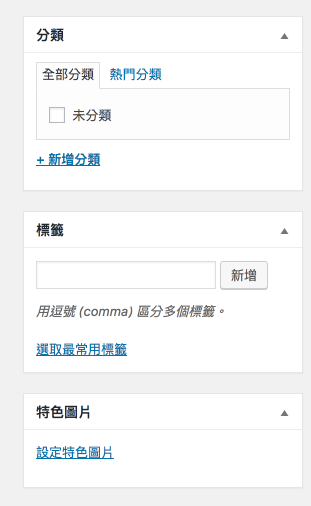 分類
全部分類 熱門分類
未分類
+ 新增分類
標籤
新增
用逗號 (comma) 區分多個標籤。
選取最常用標籤
特色圖片
設定特色圖片